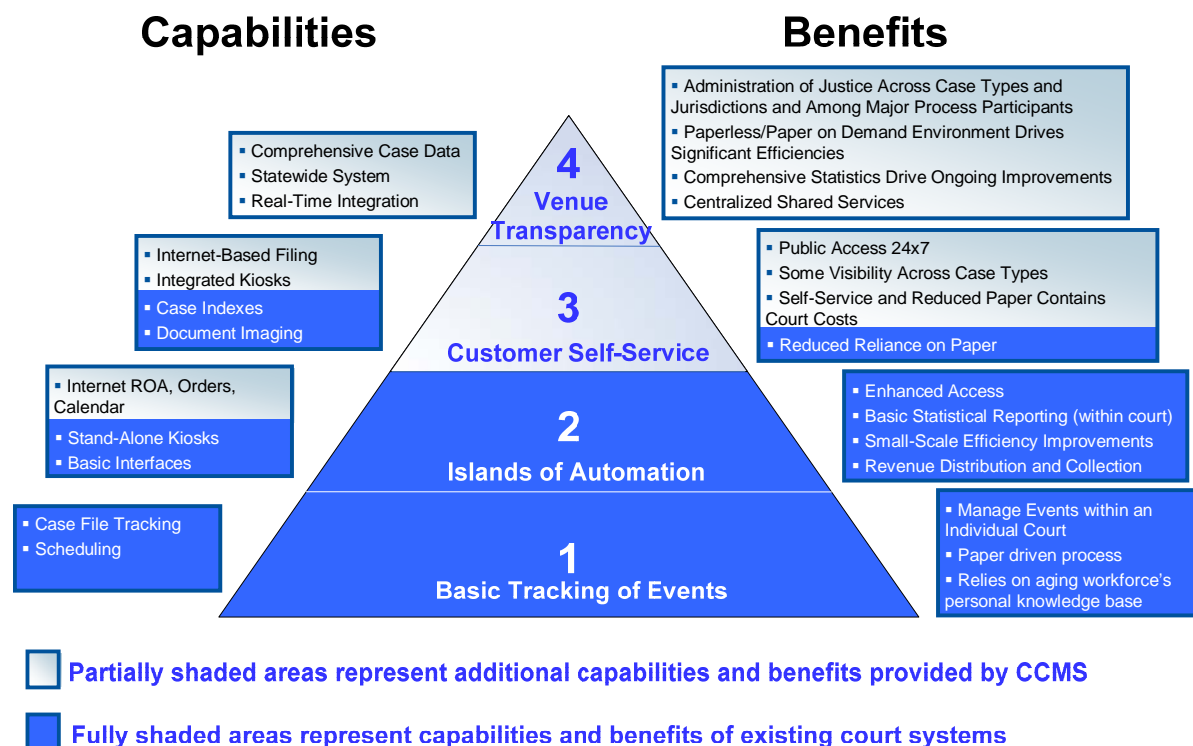 Capabilities
Benefits
▪ Comprehensive Case Data
▪ Statewide System
▪ Real-Time Integration
▪ Internet-Based Filing
▪ Integrated Kiosks
▪ Case Indexes
▪ Document Imaging
▪ Internet ROA, Orders,
Calendar
▪ Stand-Alone Kiosks
▪ Basic Interfaces
▪ Case File Tracking
▪ Scheduling
4
Venue
Transparency
3
Customer Self-Service
2
Islands of Automation
1
Basic Tracking of Events
▪ Administration of Justice Across Case Types and
Jurisdictions and Among Major Process Participants
▪ Paperless/Paper on Demand Environment Drives
Significant Efficiencies
▪ Comprehensive Statistics Drive Ongoing Improvements
▪ Centralized Shared Services
▪ Public Access 24x7
▪ Some Visibility Across Case Types
▪ Self-Service and Reduced Paper Contains
Court Costs
▪ Reduced Reliance on Paper
▪ Enhanced Access
▪ Basic Statistical Reporting (within court)
▪ Small-Scale Efficiency Improvements
▪ Revenue Distribution and Collection
▪ Manage Events within an
Individual Court
▪ Paper driven process
▪ Relies on aging workforce's
personal knowledge base
Partially shaded areas represent additional capabilities and benefits provided by CCMS
Fully shaded areas represent capabilities and benefits of existing court systems